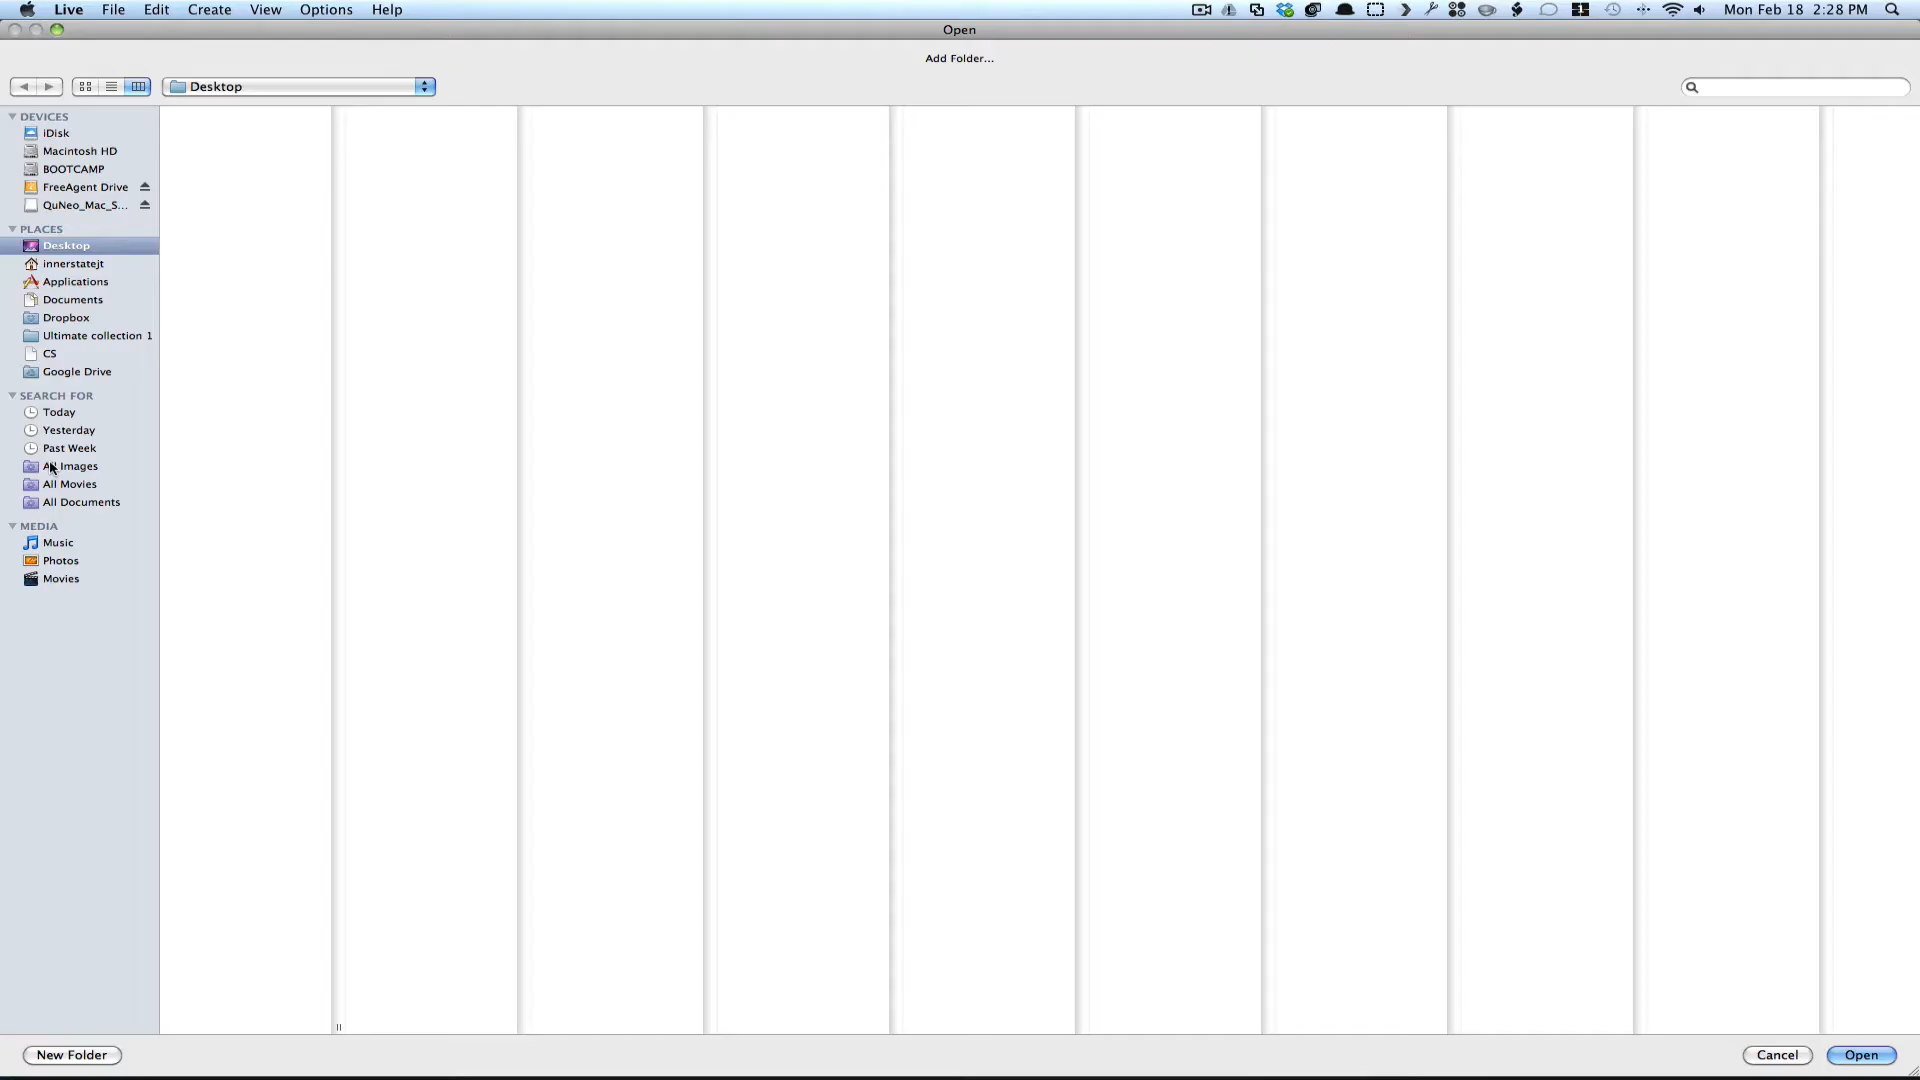 Live File Edit Create View Options Help Mon Feb 18 2:28 PM
Open
Add Folder...
Desktop
DEVICES
iDisk
Macintosh HD
BOOTCAMP
FreeAgent Drive
QuNeo_Mac_S...
PLACES
Desktop
innerstatejt
Applications
Documents
Dropbox
Ultimate collection 1
CS
Google Drive
SEARCH FOR
Today
Yesterday
Past Week
All Images
All Movies
All Documents
MEDIA
Music
Photos
Movies
New Folder Cancel Open